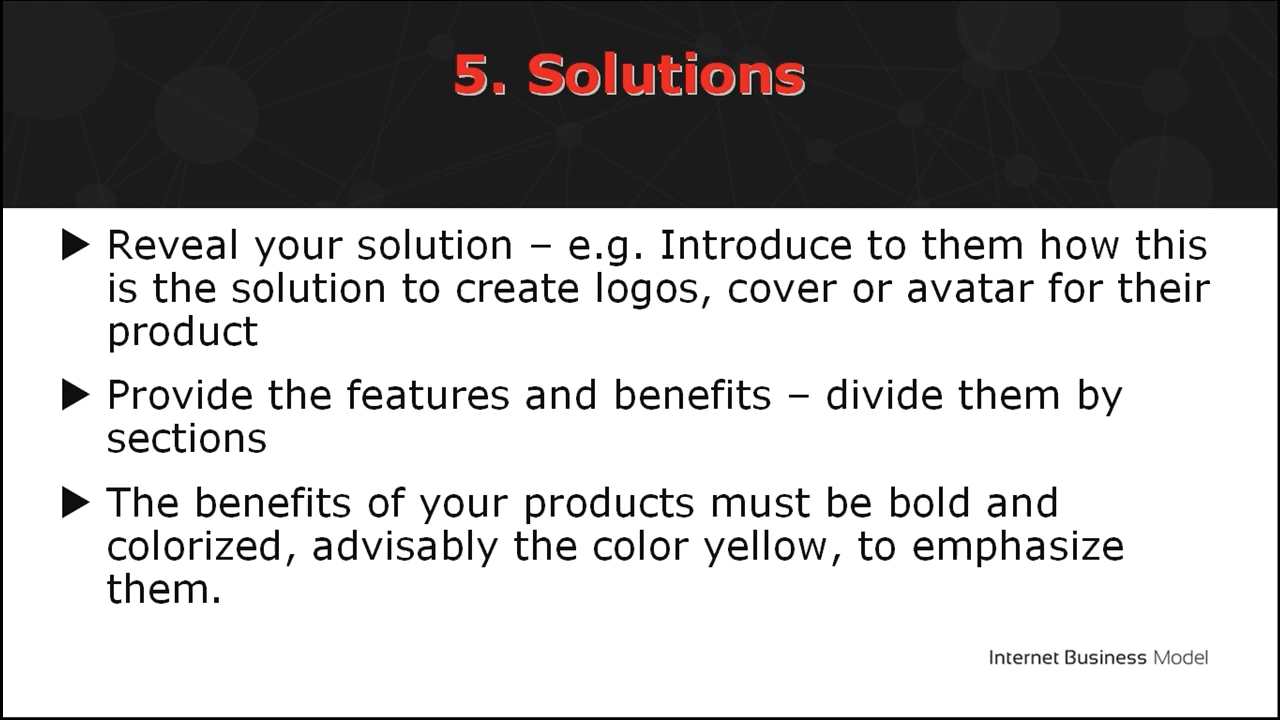 5. Solutions
▶ Reveal your solution – e.g. Introduce to them how this
is the solution to create logos, cover or avatar for their
product
▶ Provide the features and benefits – divide them by
sections
▶ The benefits of your products must be bold and
colorized, advisably the color yellow, to emphasize
them.
Internet Business Model